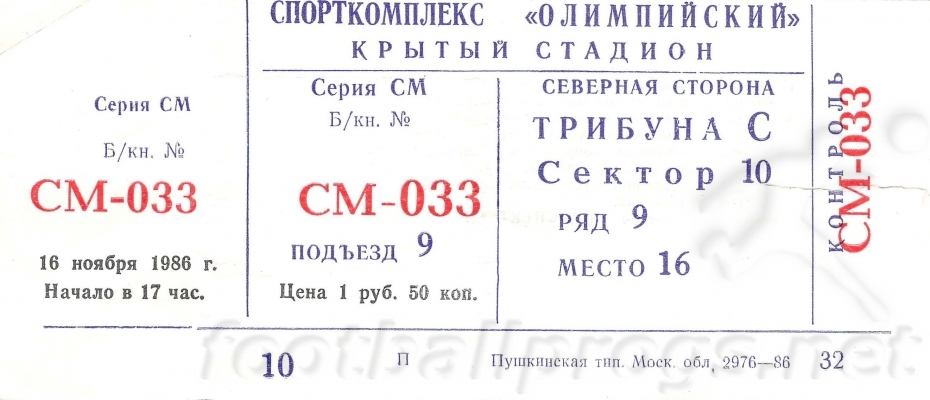 СПОРТКОМПЛЕКС «ОЛИМПИЙСКИЙ»
КРЫТЫЙ СТАДИОН
Серия СМ
Б/кн. №
СМ-033
16 ноября 1986 г.
Начало в 17 час.
Серия СМ
Б/кн. №
СМ-033
ПОДЪЕЗД 9
Цена 1 руб. 50 коп.
СЕВЕРНАЯ СТОРОНА
ТРИБУНА С
Сектор 10
РЯД 9
МЕСТО 16
КОНТРОЛЬ
СМ-033
10 П Пушкинская тип. Моск. обл, 2976—86 32
footballprogs.net